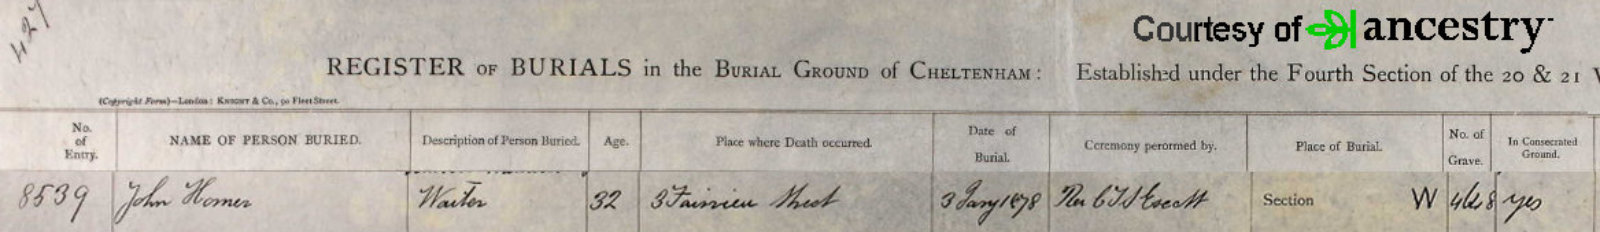 427
Courtesy of ancestry
REGISTER OF BURIALS in the BURIAL GROUND of CHELTENHAM: Established under the Fourth Section of the 20 & 21 V
(Copyright Form)—London: KNIGHT & Co., 90 Fleet Street.
No. of Entry. NAME OF PERSON BURIED. Description of Person Buried. Age. Place where Death occurred. Date of Burial. Ceremony perormed by. Place of Burial. No. of Grave. In Consecrated Ground.
8539 John Homer Waiter 32 3 Fairview Street 3 Jany 1878 Rev C T S Escott Section W yes